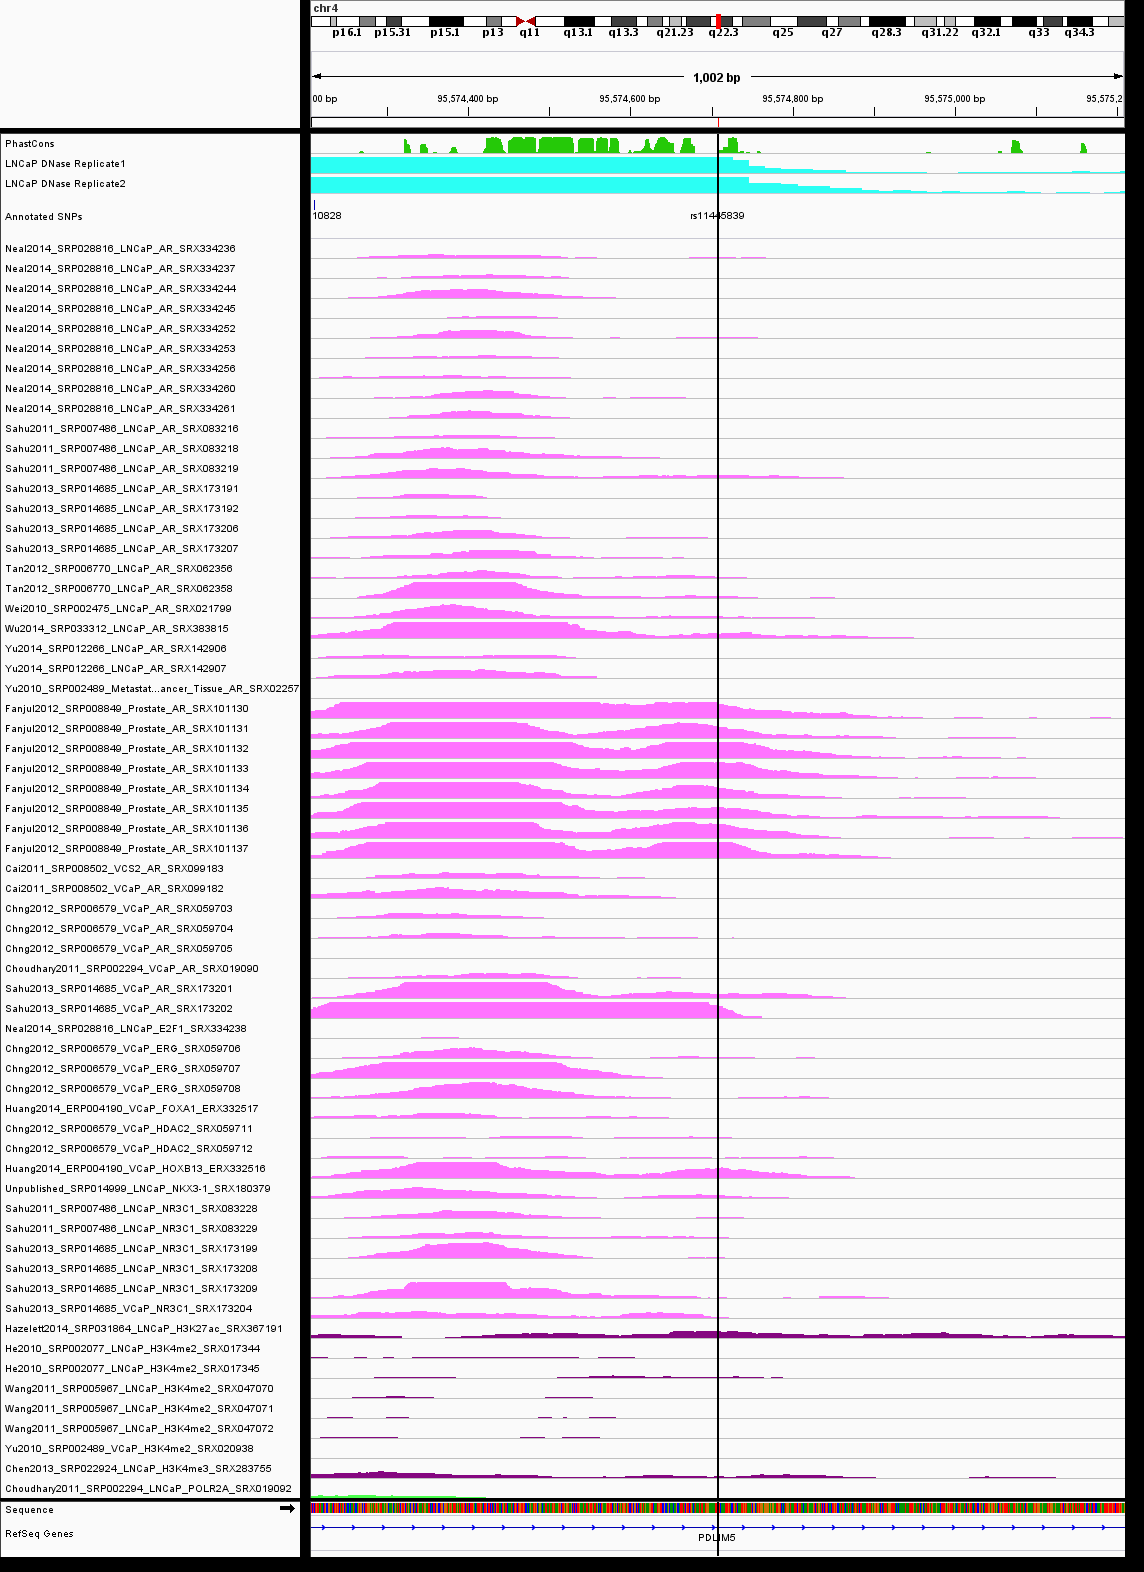 chr4
p16.1 p15.31 p15.1 p13 q11 q13.1 q13.3 q21.23 q22.3 q25 q27 q28.3 q31.22 q32.1 q33 q34.3
1,002 bp
00 bp 95,574,400 bp 95,574,600 bp 95,574,800 bp 95,575,000 bp 95,575,2
PhastCons
LNCaP DNase Replicate1
LNCaP DNase Replicate2
Annotated SNPs 10828 rs11445839
Neal2014_SRP028816_LNCaP_AR_SRX334236
Neal2014_SRP028816_LNCaP_AR_SRX334237
Neal2014_SRP028816_LNCaP_AR_SRX334244
Neal2014_SRP028816_LNCaP_AR_SRX334245
Neal2014_SRP028816_LNCaP_AR_SRX334252
Neal2014_SRP028816_LNCaP_AR_SRX334253
Neal2014_SRP028816_LNCaP_AR_SRX334256
Neal2014_SRP028816_LNCaP_AR_SRX334260
Neal2014_SRP028816_LNCaP_AR_SRX334261
Sahu2011_SRP007486_LNCaP_AR_SRX083216
Sahu2011_SRP007486_LNCaP_AR_SRX083218
Sahu2011_SRP007486_LNCaP_AR_SRX083219
Sahu2013_SRP014685_LNCaP_AR_SRX173191
Sahu2013_SRP014685_LNCaP_AR_SRX173192
Sahu2013_SRP014685_LNCaP_AR_SRX173206
Sahu2013_SRP014685_LNCaP_AR_SRX173207
Tan2012_SRP006770_LNCaP_AR_SRX062356
Tan2012_SRP006770_LNCaP_AR_SRX062358
Wei2010_SRP002475_LNCaP_AR_SRX021799
Wu2014_SRP033312_LNCaP_AR_SRX383815
Yu2014_SRP012266_LNCaP_AR_SRX142906
Yu2014_SRP012266_LNCaP_AR_SRX142907
Yu2010_SRP002489_Metastat...ancer_Tissue_AR_SRX02257
Fanjul2012_SRP008849_Prostate_AR_SRX101130
Fanjul2012_SRP008849_Prostate_AR_SRX101131
Fanjul2012_SRP008849_Prostate_AR_SRX101132
Fanjul2012_SRP008849_Prostate_AR_SRX101133
Fanjul2012_SRP008849_Prostate_AR_SRX101134
Fanjul2012_SRP008849_Prostate_AR_SRX101135
Fanjul2012_SRP008849_Prostate_AR_SRX101136
Fanjul2012_SRP008849_Prostate_AR_SRX101137
Cai2011_SRP008502_VCS2_AR_SRX099183
Cai2011_SRP008502_VCaP_AR_SRX099182
Chng2012_SRP006579_VCaP_AR_SRX059703
Chng2012_SRP006579_VCaP_AR_SRX059704
Chng2012_SRP006579_VCaP_AR_SRX059705
Choudhary2011_SRP002294_VCaP_AR_SRX019090
Sahu2013_SRP014685_VCaP_AR_SRX173201
Sahu2013_SRP014685_VCaP_AR_SRX173202
Neal2014_SRP028816_LNCaP_E2F1_SRX334238
Chng2012_SRP006579_VCaP_ERG_SRX059706
Chng2012_SRP006579_VCaP_ERG_SRX059707
Chng2012_SRP006579_VCaP_ERG_SRX059708
Huang2014_ERP004190_VCaP_FOXA1_ERX332517
Chng2012_SRP006579_VCaP_HDAC2_SRX059711
Chng2012_SRP006579_VCaP_HDAC2_SRX059712
Huang2014_ERP004190_VCaP_HOXB13_ERX332516
Unpublished_SRP014999_LNCaP_NKX3-1_SRX180379
Sahu2011_SRP007486_LNCaP_NR3C1_SRX083228
Sahu2011_SRP007486_LNCaP_NR3C1_SRX083229
Sahu2013_SRP014685_LNCaP_NR3C1_SRX173199
Sahu2013_SRP014685_LNCaP_NR3C1_SRX173208
Sahu2013_SRP014685_LNCaP_NR3C1_SRX173209
Sahu2013_SRP014685_VCaP_NR3C1_SRX173204
Hazelett2014_SRP031864_LNCaP_H3K27ac_SRX367191
He2010_SRP002077_LNCaP_H3K4me2_SRX017344
He2010_SRP002077_LNCaP_H3K4me2_SRX017345
Wang2011_SRP005967_LNCaP_H3K4me2_SRX047070
Wang2011_SRP005967_LNCaP_H3K4me2_SRX047071
Wang2011_SRP005967_LNCaP_H3K4me2_SRX047072
Yu2010_SRP002489_VCaP_H3K4me2_SRX020938
Chen2013_SRP022924_LNCaP_H3K4me3_SRX283755
Choudhary2011_SRP002294_LNCaP_POLR2A_SRX019092
Sequence
RefSeq Genes
PDLIM5